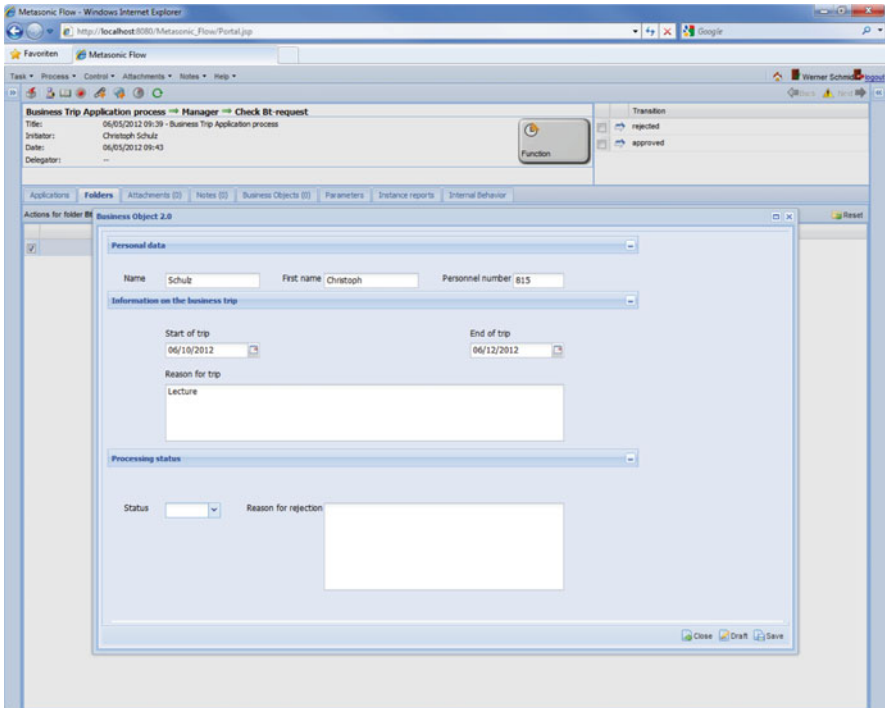 Metasonic Flow - Windows Internet Explorer
http://localhost:8080/Metasonic_Flow/Portal.jsp
Google
Favoriten Metasonic Flow
Task Process Control Attachments Notes Help
Werner Schmidt
Business Trip Application process Manager Check Bt-request
Title: 06/05/2012 09:39 - Business Trip Application process
Initiator: Christoph Schulz
Date: 06/05/2012 09:43
Delegator: --
Function
Transition
rejected
approved
Applications Folders Attachments (0) Notes (0) Business Objects (0) Parameters Instance reports Internal Behavior
Actions for folder
Reset
Business Object 2.0
Personal data
Name Schulz First name Christoph Personnel number 815
Information on the business trip
Start of trip End of trip
06/10/2012 06/12/2012
Reason for trip
Lecture
Processing status
Status Reason for rejection
Close Draft Save